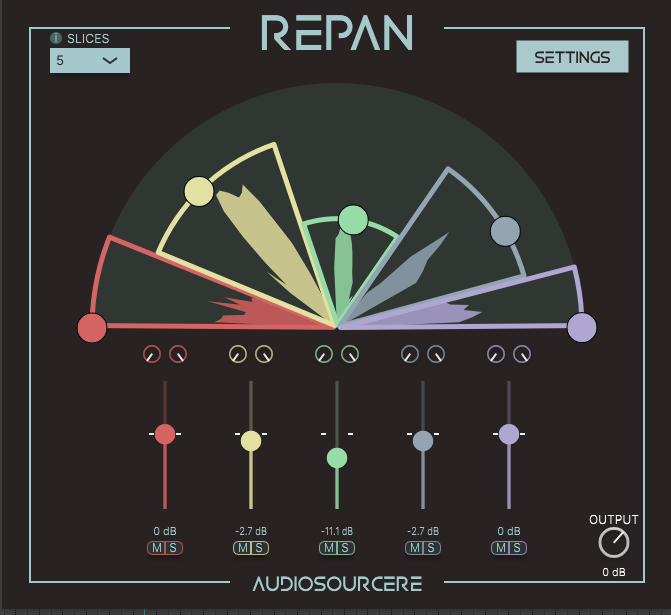 REPAN
i SLICES
5
SETTINGS
0 dB -2.7 dB -11.1 dB -2.7 dB 0 dB
M S M S M S M S M S
OUTPUT
0 dB
AUDIOSOURCERE